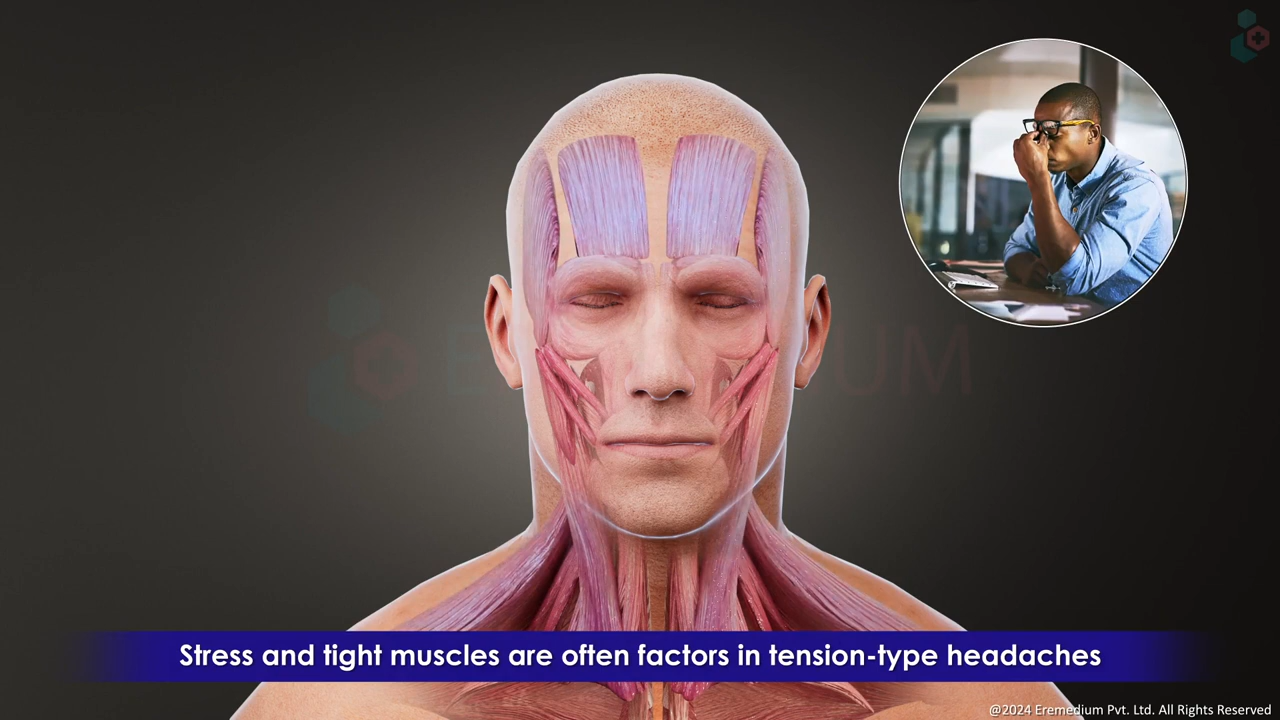 Stress and tight muscles are often factors in tension-type headaches
@2024 Eremedium Pvt. Ltd. All Rights Reserved